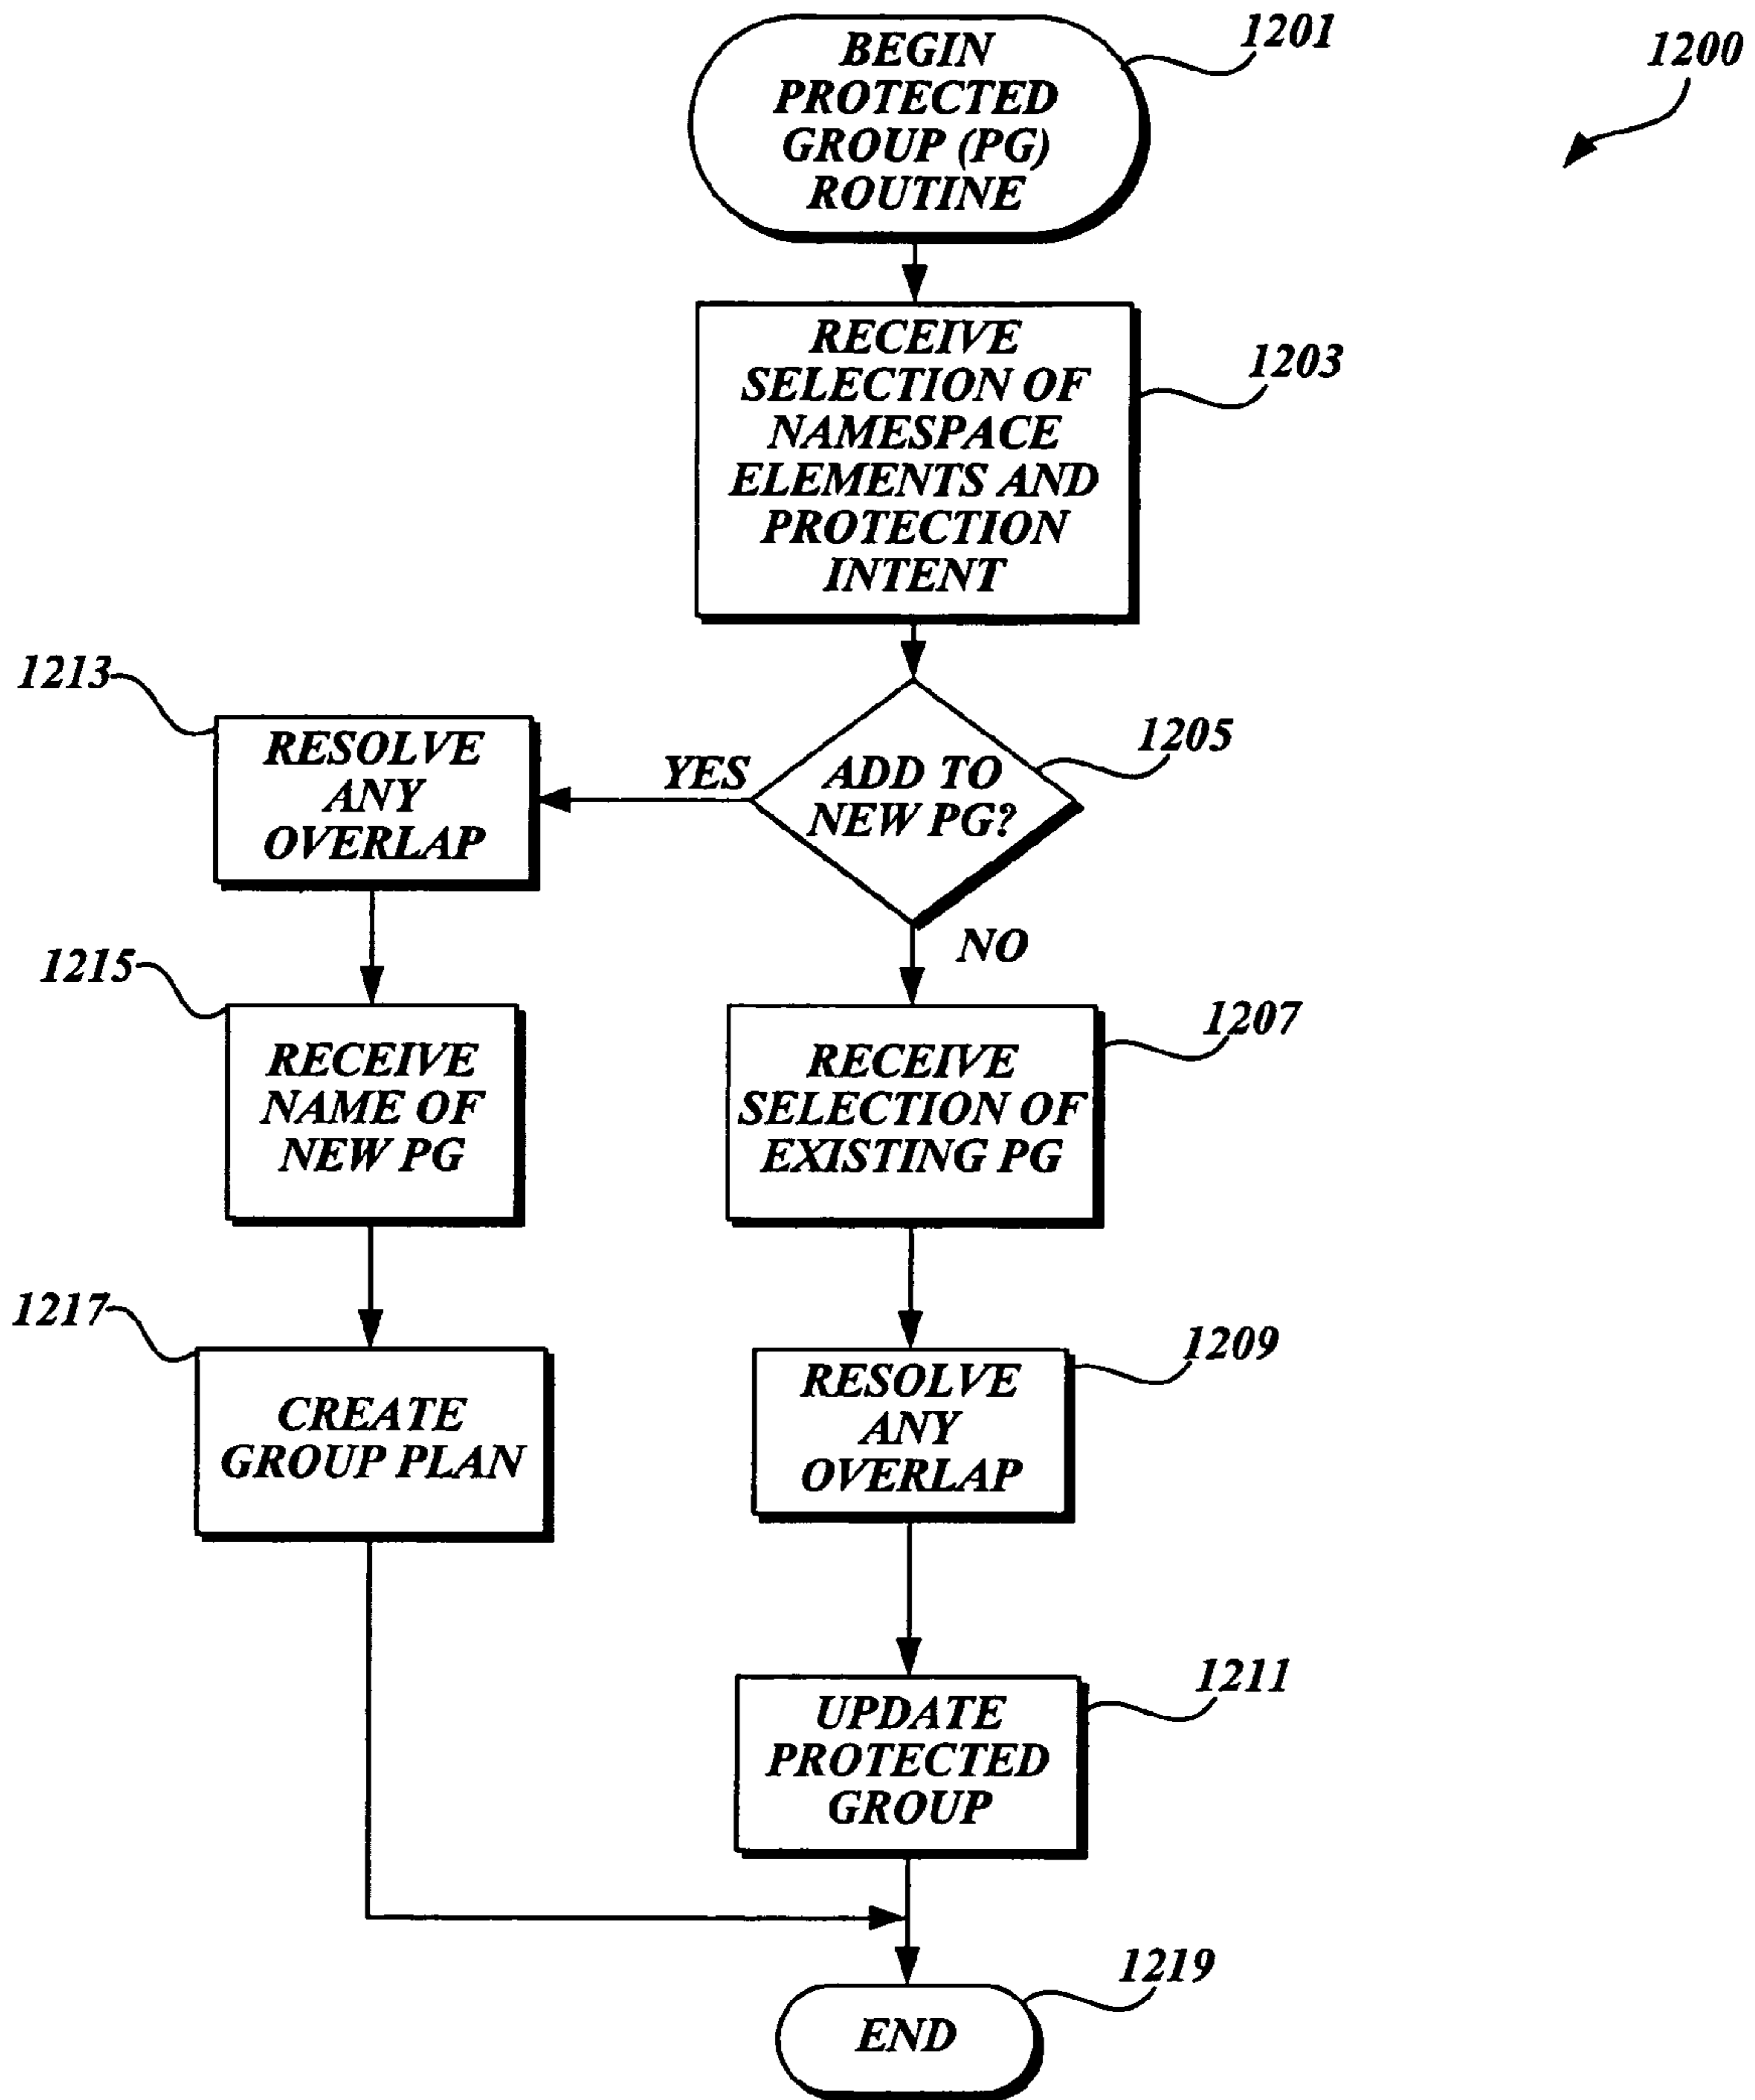 BEGIN
PROTECTED
GROUP (PG)
ROUTINE
1201
1200
RECEIVE
SELECTION OF
NAMESPACE
ELEMENTS AND
PROTECTION
INTENT
1203
ADD TO
NEW PG?
1205
YES
NO
1213
RESOLVE
ANY
OVERLAP
1215
RECEIVE
NAME OF
NEW PG
1217
CREATE
GROUP PLAN
RECEIVE
SELECTION OF
EXISTING PG
1207
RESOLVE
ANY
OVERLAP
1209
UPDATE
PROTECTED
GROUP
1211
END
1219